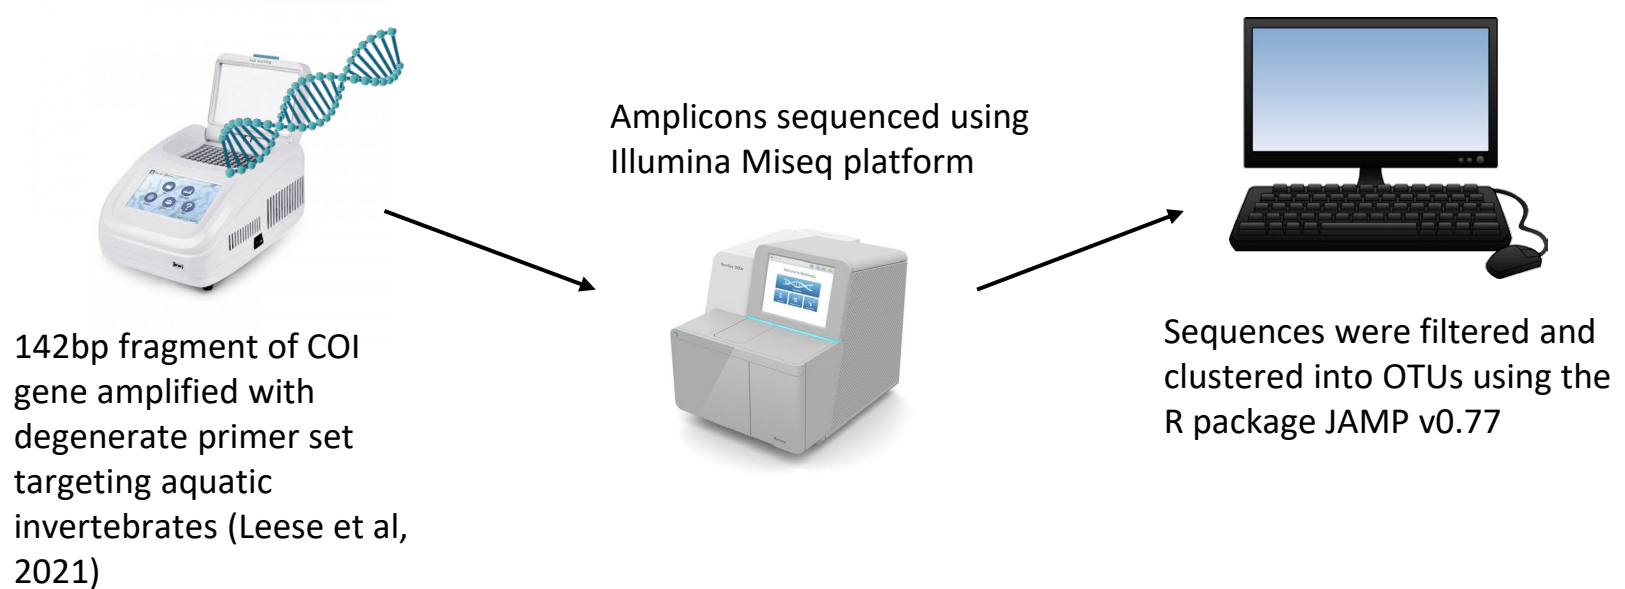 142bp fragment of COI
gene amplified with
degenerate primer set
targeting aquatic
invertebrates (Leese et al,
2021)
Amplicons sequenced using
Illumina Miseq platform
Sequences were filtered and
clustered into OTUs using the
R package JAMP v0.77